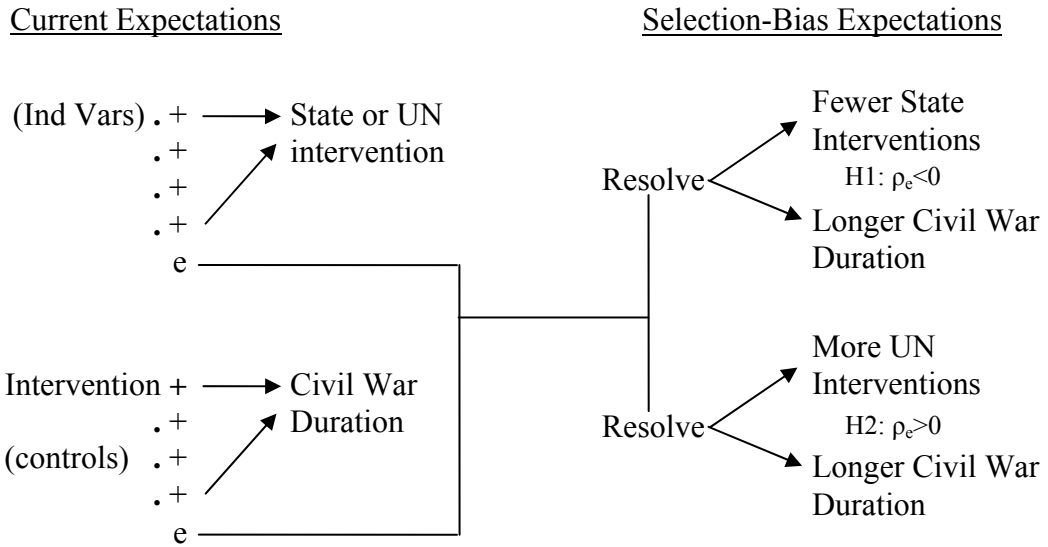 Current Expectations
(Ind Vars) . +
. +
. +
. +
e
State or UN
intervention
Intervention +
. +
(controls) . +
. +
e
Civil War
Duration
Selection-Bias Expectations
Resolve
Fewer State
Interventions
H1: ρₑ<0
Longer Civil War
Duration
Resolve
More UN
Interventions
H2: ρₑ>0
Longer Civil War
Duration